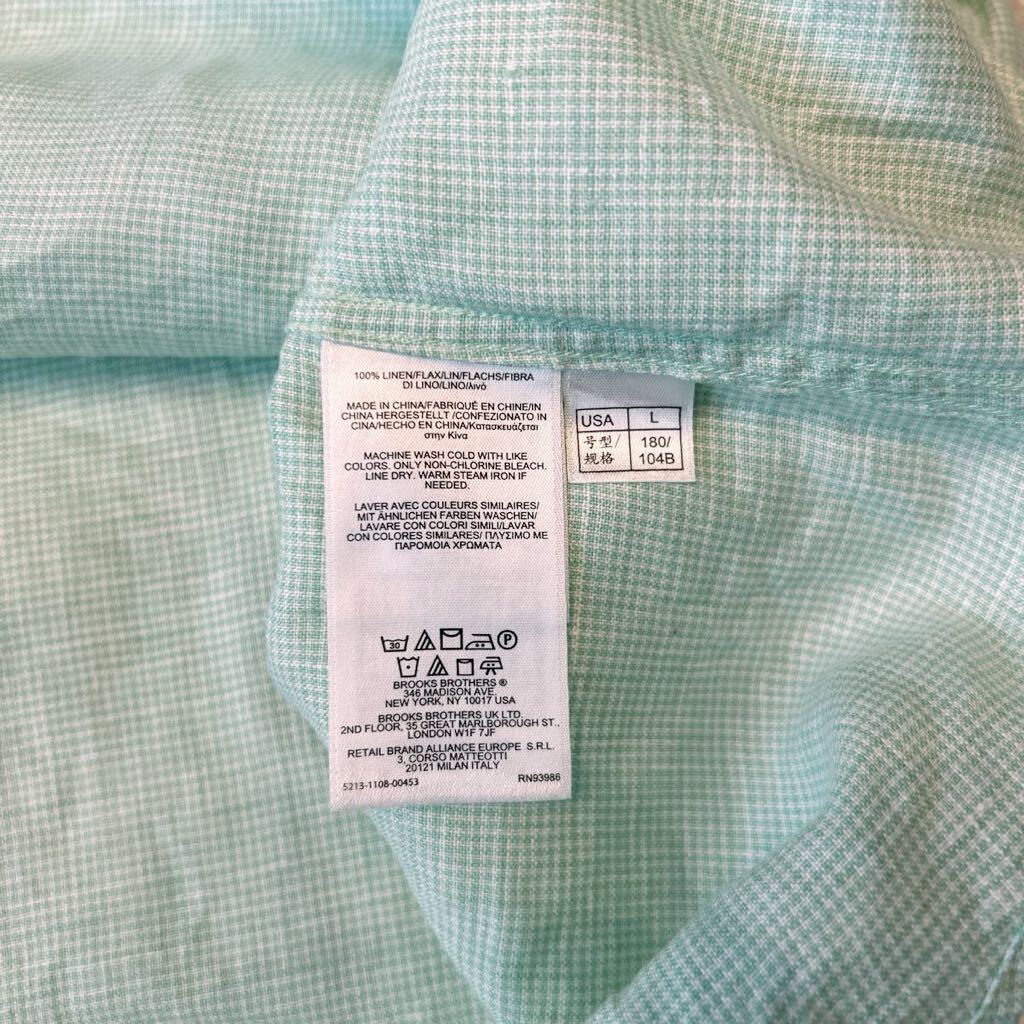 100% LINEN/FLAX/LIN/FLACHS/FIBRA
DI LINO/LINO/λινό
MADE IN CHINA/FABRIQUÉ EN CHINE/IN
CHINA HERGESTELLT /CONFEZIONATO IN
CINA/HECHO EN CHINA/Κατασκευάζεται
στην Κίνα
MACHINE WASH COLD WITH LIKE
COLORS. ONLY NON-CHLORINE BLEACH.
LINE DRY. WARM STEAM IRON IF
NEEDED.
LAVER AVEC COULEURS SIMILAIRES/
MIT ÄHNLICHEN FARBEN WASCHEN/
LAVARE CON COLORI SIMILI/LAVAR
CON COLORES SIMILARES/ ΠΛΥΣΙΜΟ ΜΕ
ΠΑΡΟΜΟΙΑ ΧΡΩΜΑΤΑ
30 P
BROOKS BROTHERS ®
346 MADISON AVE.
NEW YORK, NY 10017 USA
BROOKS BROTHERS UK LTD.
2ND FLOOR, 35 GREAT MARLBOROUGH ST.,
LONDON W1F 7JF
RETAIL BRAND ALLIANCE EUROPE S.R.L.
3, CORSO MATTEOTTI
20121 MILAN ITALY
5213-1108-00453 RN93986
USA L
号型/ 180/
规格 104B